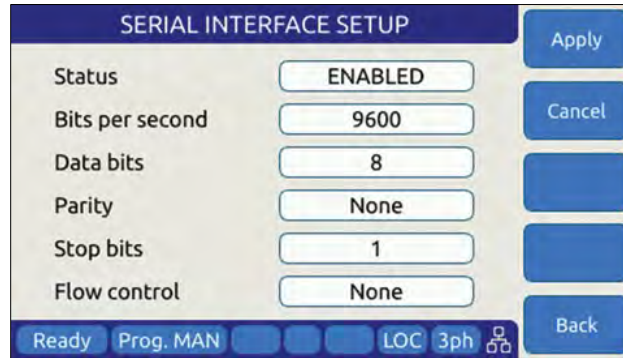 SERIAL INTERFACE SETUP
Apply
Status ENABLED
Bits per second 9600
Cancel
Data bits 8
Parity None
Stop bits 1
Flow control None
Back
Ready Prog. MAN LOC 3ph